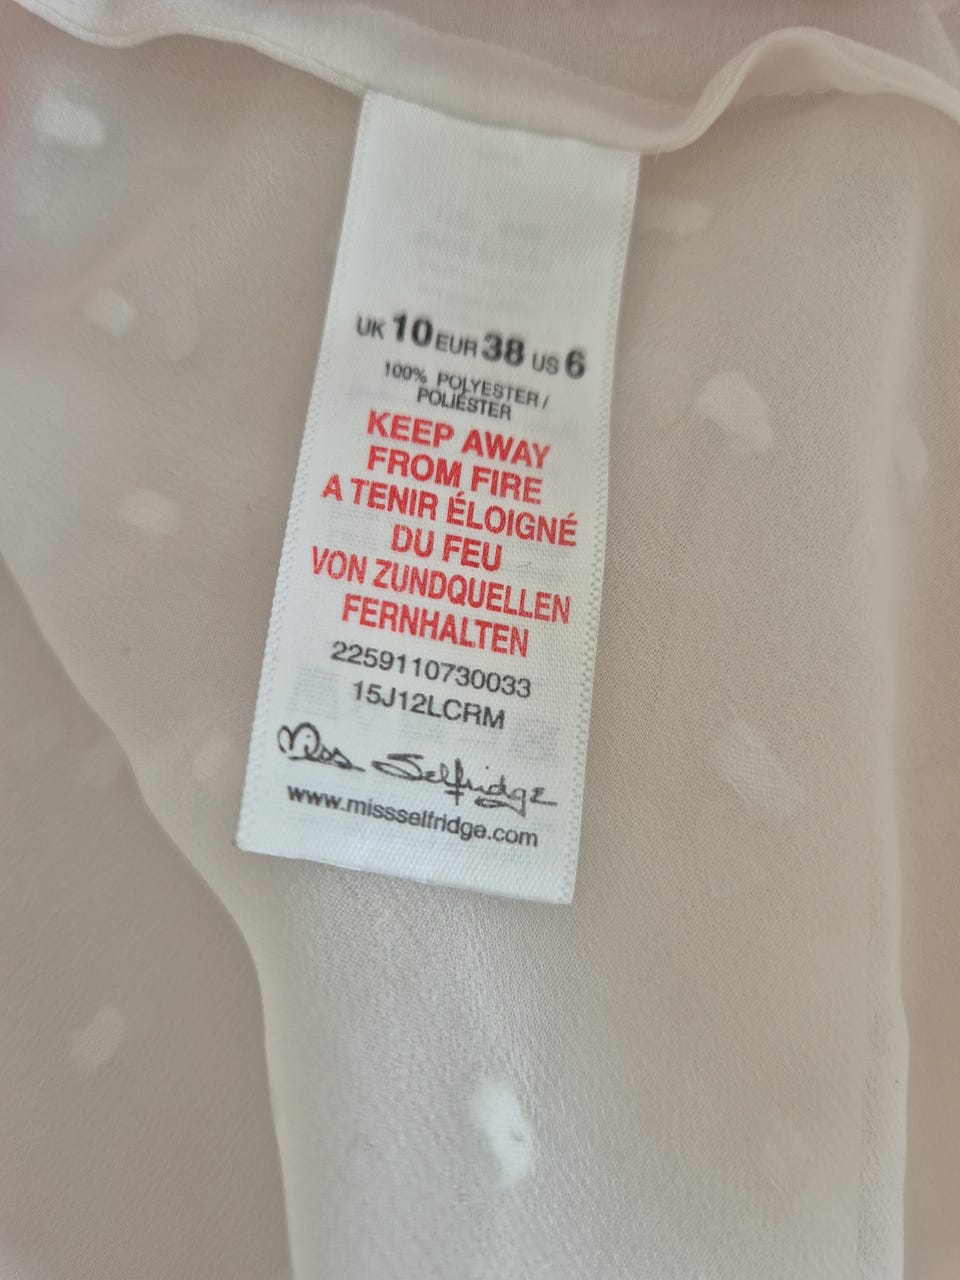 UK 10 EUR 38 US 6
100% POLYESTER /
POLIÉSTER
KEEP AWAY
FROM FIRE
A TENIR ÉLOIGNÉ
DU FEU
VON ZUNDQUELLEN
FERNHALTEN
2259110730033
15J12LCRM
Miss Selfridge
www.missselfridge.com